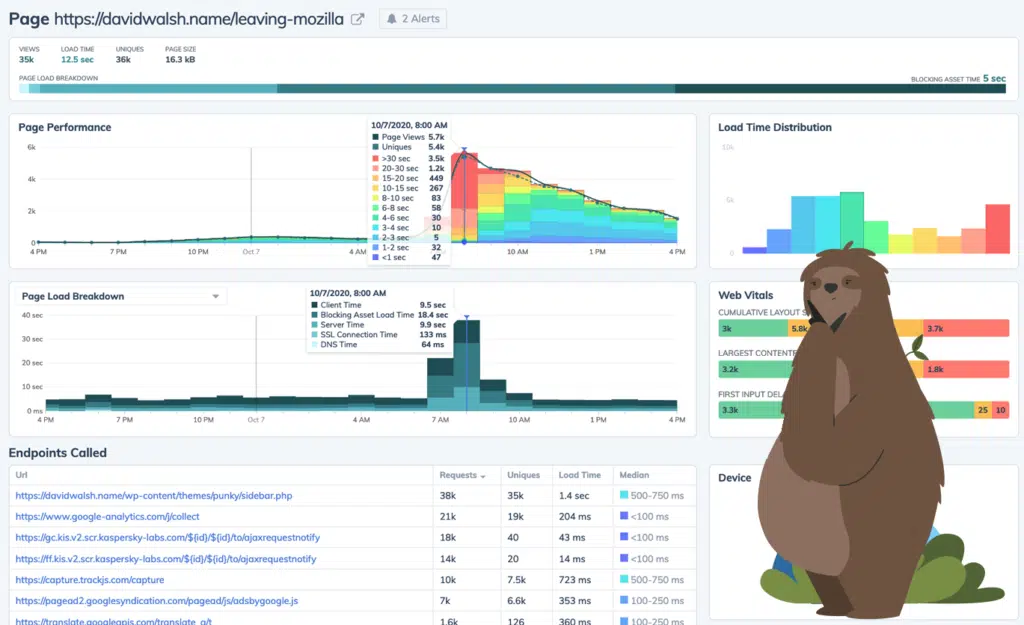 Page https://davidwalsh.name/leaving-mozilla 2 Alerts
VIEWS LOAD TIME UNIQUES PAGE SIZE
35k 12.5 sec 36k 16.3 kB
PAGE LOAD BREAKDOWN BLOCKING ASSET TIME 5 sec
Page Performance
6k
4k
2k
0
4 PM 7 PM 10 PM Oct 7 4 AM 10 AM 1 PM 4 PM
10/7/2020, 8:00 AM
Page Views 5.7k
Uniques 5.4k
>30 sec 3.5k
20-30 sec 1.2k
15-20 sec 449
10-15 sec 267
8-10 sec 83
6-8 sec 58
4-6 sec 30
3-4 sec 10
2-3 sec 5
1-2 sec 32
<1 sec 47
Load Time Distribution
5k
0
Page Load Breakdown
40 sec
30 sec
20 sec
10 sec
0 ms
4 PM 7 PM 10 PM Oct 7 4 AM 7 AM 10 AM 1 PM 4 PM
10/7/2020, 8:00 AM
Client Time 9.5 sec
Blocking Asset Load Time 18.4 sec
Server Time 9.9 sec
SSL Connection Time 133 ms
DNS Time 64 ms
Web Vitals
CUMULATIVE LAYOUT S
3k 5.8k 3.7k
LARGEST CONTENTF
3.2k 1.8k
FIRST INPUT DELA
3.3k 25 10
Endpoints Called
Url Requests Uniques Load Time Median
https://davidwalsh.name/wp-content/themes/punky/sidebar.php 38k 35k 1.4 sec 500-750 ms
https://www.google-analytics.com/j/collect 21k 19k 204 ms <100 ms
https://gc.kis.v2.scr.kaspersky-labs.com/${id}/${id}/to/ajaxrequestnotify 18k 40 43 ms <100 ms
https://ff.kis.v2.scr.kaspersky-labs.com/${id}/${id}/to/ajaxrequestnotify 14k 20 14 ms <100 ms
https://capture.trackjs.com/capture 10k 7.5k 723 ms 500-750 ms
https://pagead2.googlesyndication.com/pagead/js/adsbygoogle.js 7k 6.6k 353 ms 100-250 ms
https://translate.googleapis.com/translate_a/t 1.6k 126 360 ms 100-250 ms
Device